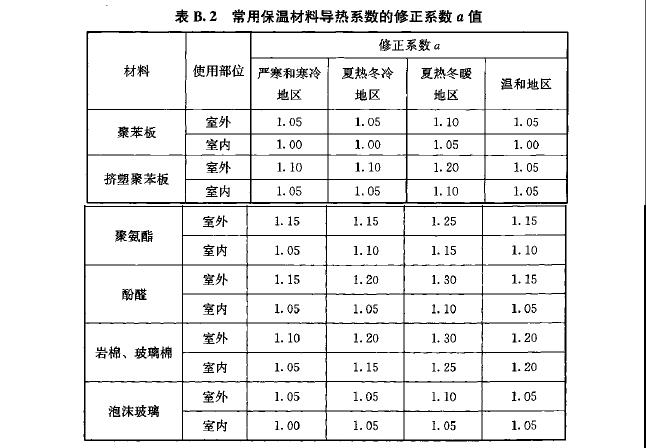 表 B.2 常用保温材料导热系数的修正系数 a 值
材料 使用部位 修正系数 a
严寒和寒冷地区 夏热冬冷地区 夏热冬暖地区 温和地区
聚苯板 室外 1.05 1.05 1.10 1.05
室内 1.00 1.00 1.05 1.00
挤塑聚苯板 室外 1.10 1.10 1.20 1.05
室内 1.05 1.05 1.10 1.05
聚氨酯 室外 1.15 1.15 1.25 1.15
室内 1.05 1.10 1.15 1.10
酚醛 室外 1.15 1.20 1.30 1.15
室内 1.05 1.05 1.10 1.05
岩棉、玻璃棉 室外 1.10 1.20 1.30 1.20
室内 1.05 1.15 1.25 1.20
泡沫玻璃 室外 1.05 1.05 1.10 1.05
室内 1.00 1.05 1.05 1.05